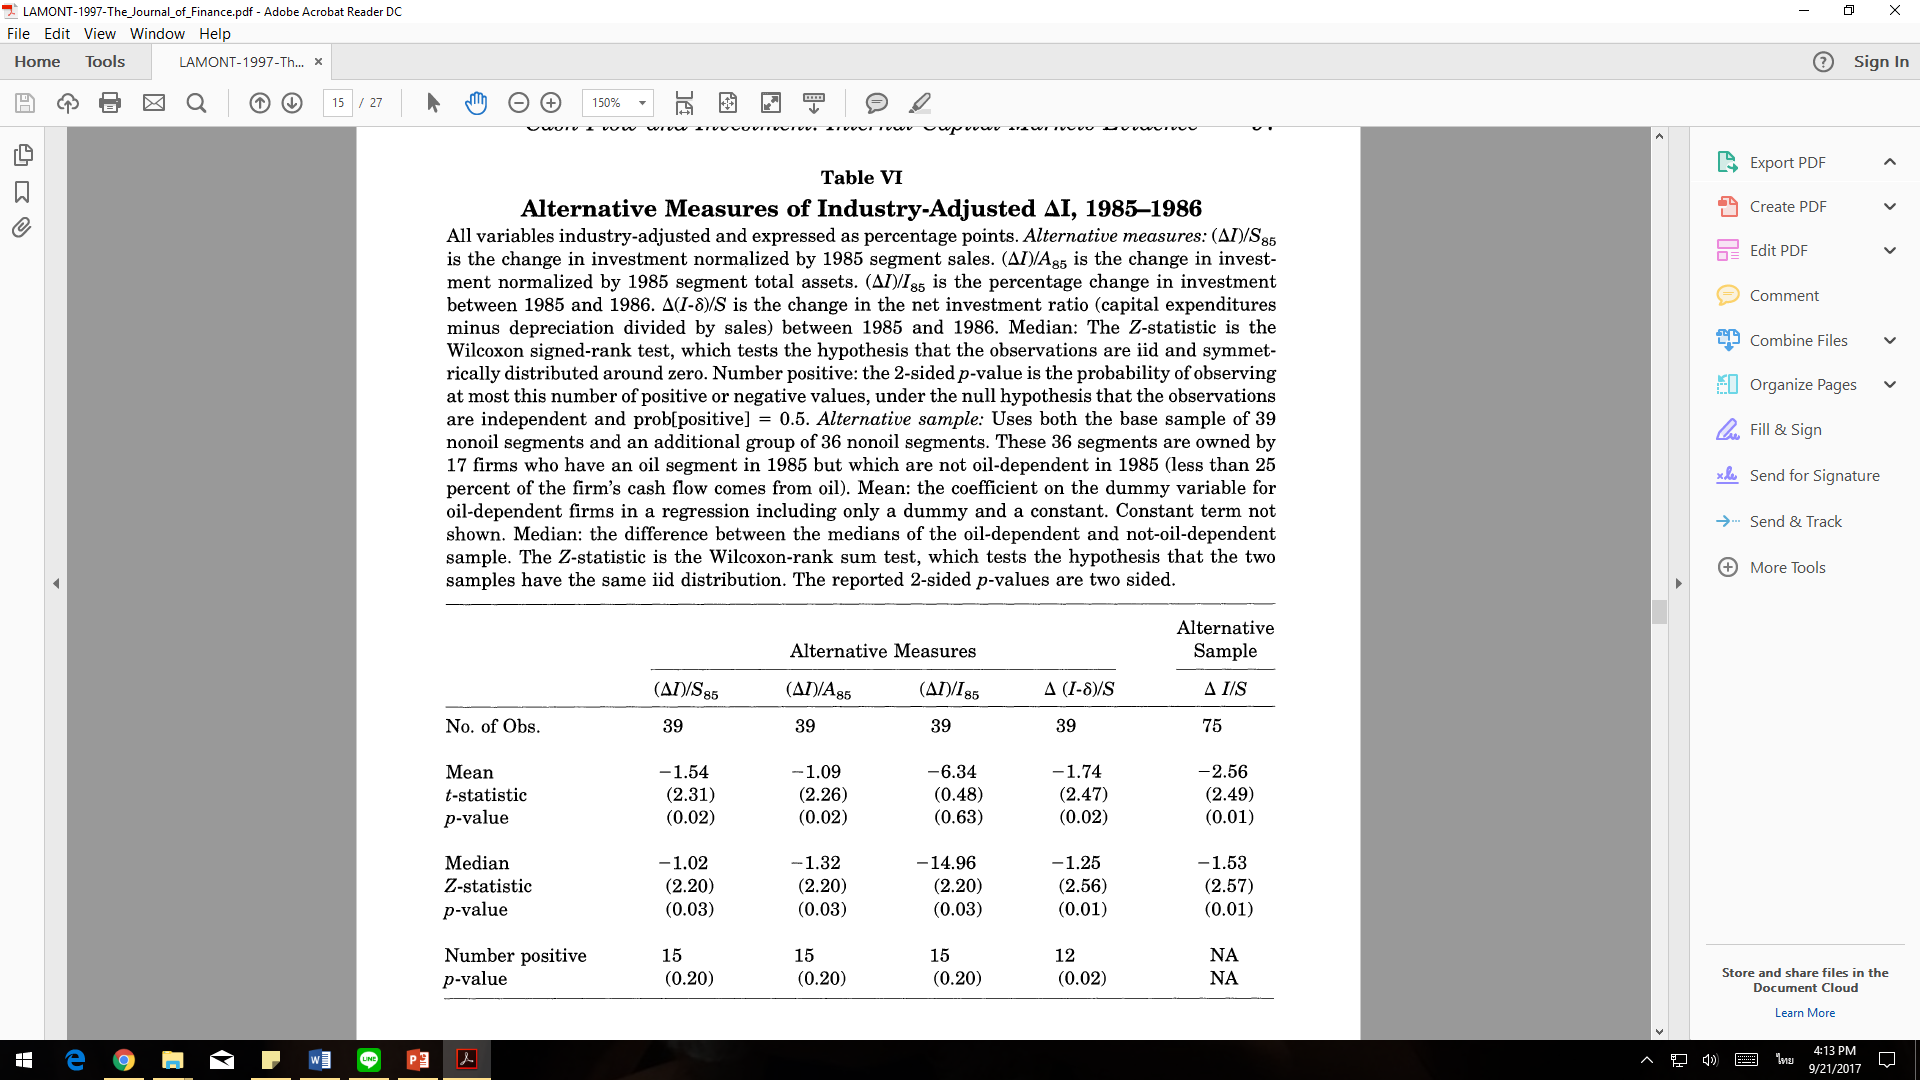 LAMONT-1997-The_Journal_of_Finance.pdf - Adobe Acrobat Reader DC
File Edit View Window Help
Home Tools LAMONT-1997-Th... × Sign In
15 / 27 150%
Cash Flow and Investment: Internal Capital Markets Evidence
Table VI
Alternative Measures of Industry-Adjusted ΔI, 1985–1986
All variables industry-adjusted and expressed as percentage points. Alternative measures: (ΔI)/S85
is the change in investment normalized by 1985 segment sales. (ΔI)/A85 is the change in invest-
ment normalized by 1985 segment total assets. (ΔI)/I85 is the percentage change in investment
between 1985 and 1986. Δ(I-δ)/S is the change in the net investment ratio (capital expenditures
minus depreciation divided by sales) between 1985 and 1986. Median: The Z-statistic is the
Wilcoxon signed-rank test, which tests the hypothesis that the observations are iid and symmet-
rically distributed around zero. Number positive: the 2-sided p-value is the probability of observing
at most this number of positive or negative values, under the null hypothesis that the observations
are independent and prob[positive] = 0.5. Alternative sample: Uses both the base sample of 39
nonoil segments and an additional group of 36 nonoil segments. These 36 segments are owned by
17 firms who have an oil segment in 1985 but which are not oil-dependent in 1985 (less than 25
percent of the firm's cash flow comes from oil). Mean: the coefficient on the dummy variable for
oil-dependent firms in a regression including only a dummy and a constant. Constant term not
shown. Median: the difference between the medians of the oil-dependent and not-oil-dependent
sample. The Z-statistic is the Wilcoxon-rank sum test, which tests the hypothesis that the two
samples have the same iid distribution. The reported 2-sided p-values are two sided.
Alternative
Alternative Measures Sample
(ΔI)/S85 (ΔI)/A85 (ΔI)/I85 Δ (I-δ)/S Δ I/S
No. of Obs. 39 39 39 39 75
Mean −1.54 −1.09 −6.34 −1.74 −2.56
t-statistic (2.31) (2.26) (0.48) (2.47) (2.49)
p-value (0.02) (0.02) (0.63) (0.02) (0.01)
Median −1.02 −1.32 −14.96 −1.25 −1.53
Z-statistic (2.20) (2.20) (2.20) (2.56) (2.57)
p-value (0.03) (0.03) (0.03) (0.01) (0.01)
Number positive 15 15 15 12 NA
p-value (0.20) (0.20) (0.20) (0.02) NA
Export PDF
Create PDF
Edit PDF
Comment
Combine Files
Organize Pages
Fill & Sign
Send for Signature
Send & Track
More Tools
Store and share files in the
Document Cloud
Learn More
LINE
ไทย
4:13 PM
9/21/2017